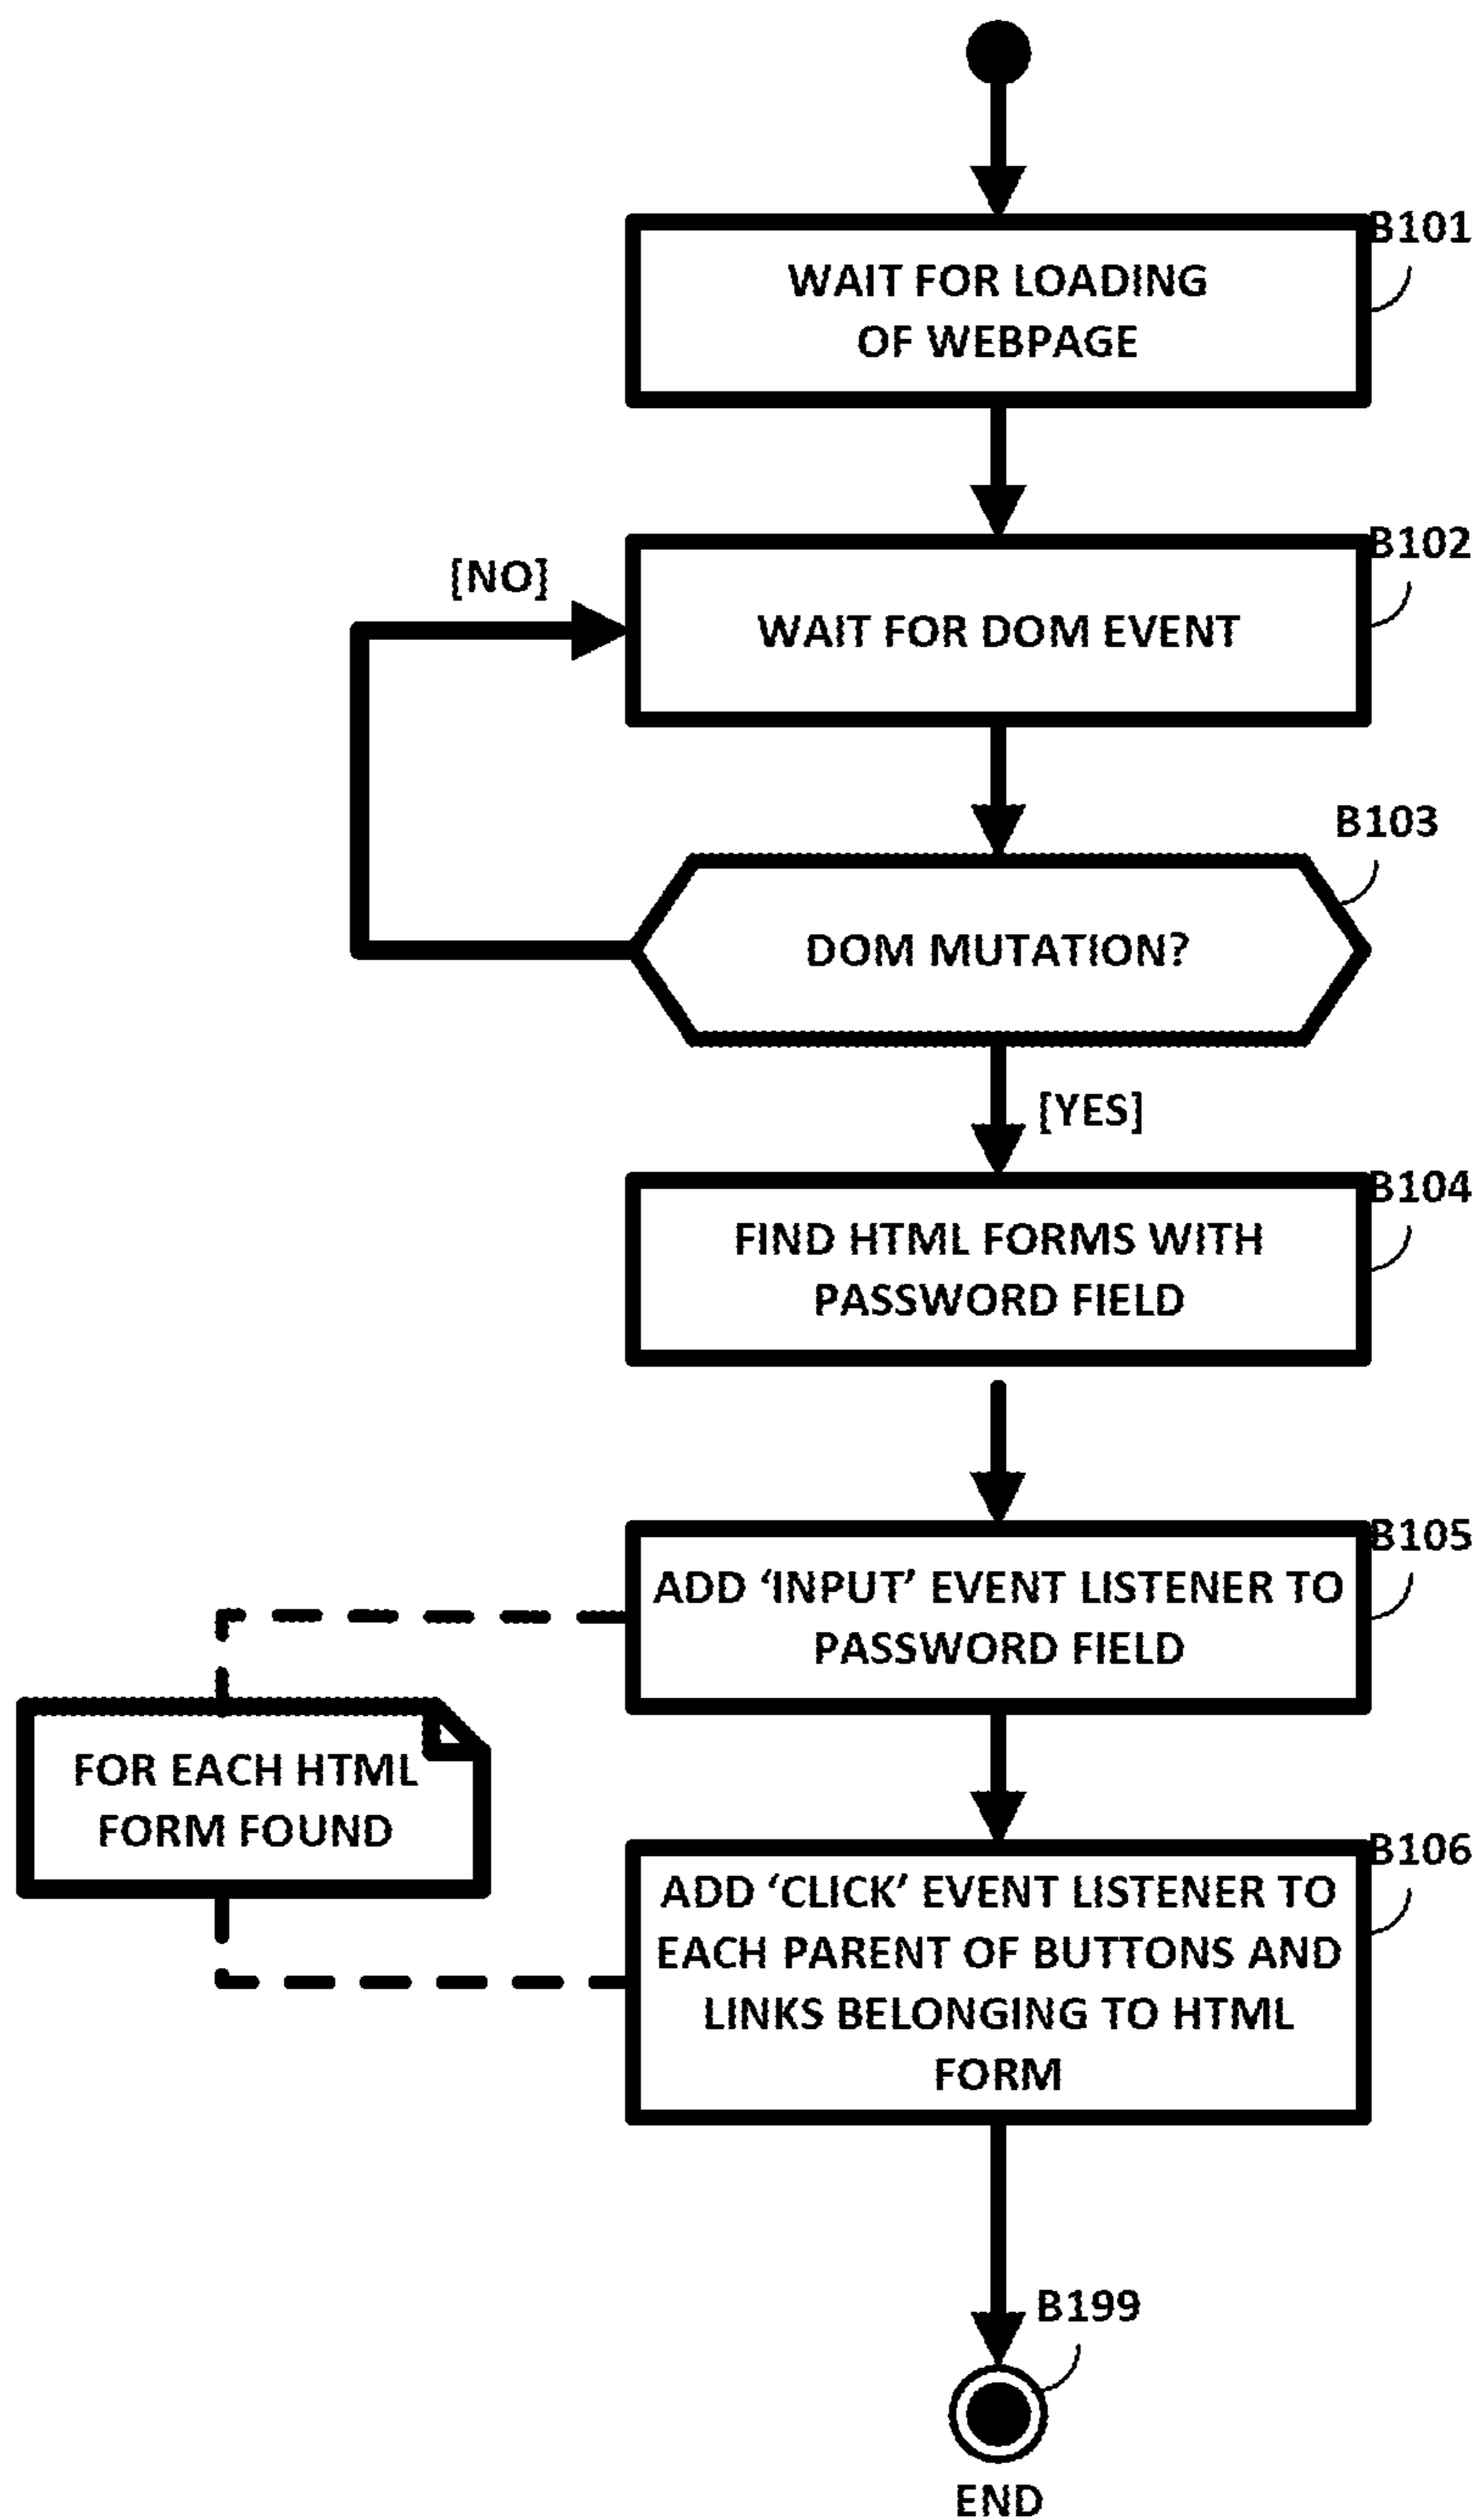 B101
WAIT FOR LOADING
OF WEBPAGE
B102
[NO]
WAIT FOR DOM EVENT
B103
DOM MUTATION?
[YES]
B104
FIND HTML FORMS WITH
PASSWORD FIELD
B105
ADD ‘INPUT’ EVENT LISTENER TO
PASSWORD FIELD
FOR EACH HTML
FORM FOUND
B106
ADD ‘CLICK’ EVENT LISTENER TO
EACH PARENT OF BUTTONS AND
LINKS BELONGING TO HTML
FORM
B199
END